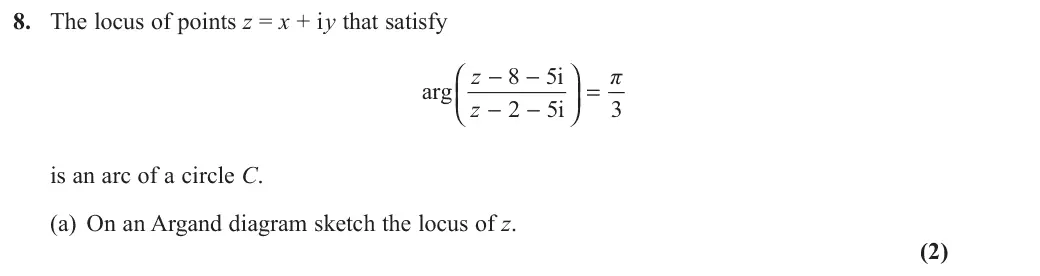 8. The locus of points z = x + iy that satisfy
arg((z − 8 − 5i)/(z − 2 − 5i)) = π/3
is an arc of a circle C.
(a) On an Argand diagram sketch the locus of z.
(2)